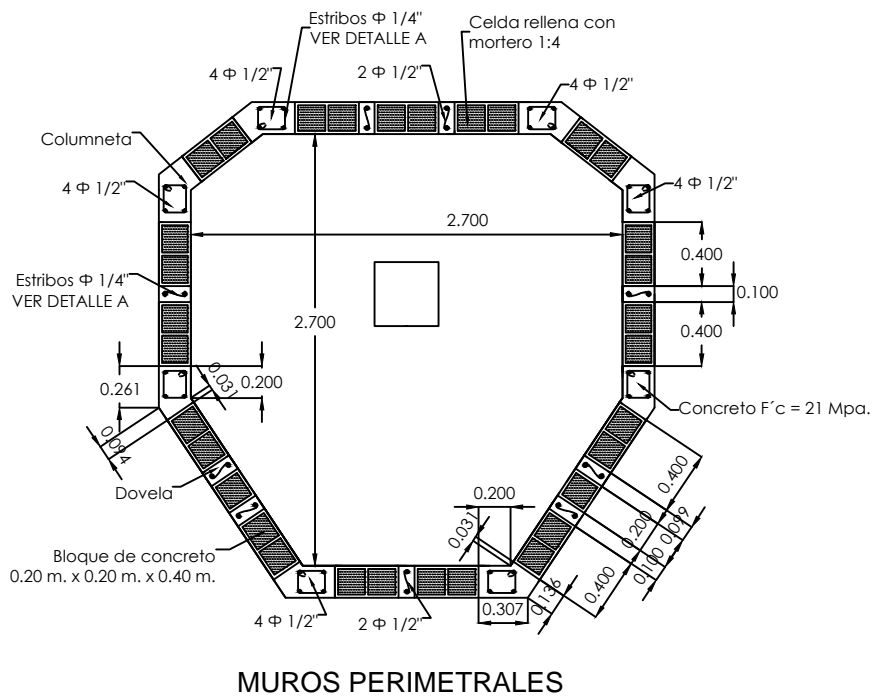 Estribos Φ 1/4"
VER DETALLE A
Celda rellena con
mortero 1:4
4 Φ 1/2"
2 Φ 1/2"
4 Φ 1/2"
Columneta
4 Φ 1/2"
4 Φ 1/2"
2.700
0.400
Estribos Φ 1/4"
VER DETALLE A
0.100
2.700
0.400
0.261
0.031
0.200
Concreto F´c = 21 Mpa.
0.094
0.400
Dovela
0.200
0.031
0.200
0.099
Bloque de concreto
0.20 m. x 0.20 m. x 0.40 m.
0.100
0.400
0.136
0.307
4 Φ 1/2"
2 Φ 1/2"
MUROS PERIMETRALES